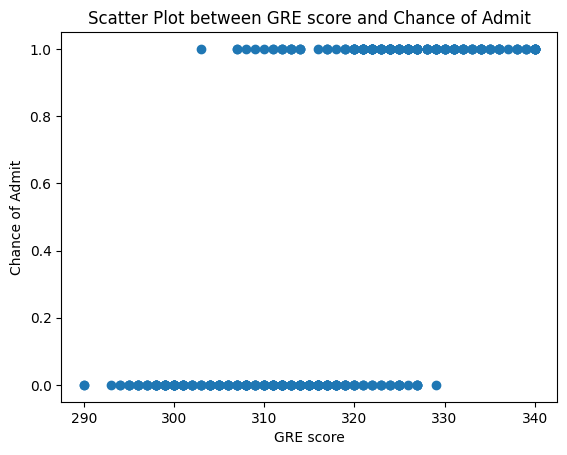 Scatter Plot between GRE score and Chance of Admit
1.0
0.8
0.6
0.4
0.2
0.0
Chance of Admit
290 300 310 320 330 340
GRE score